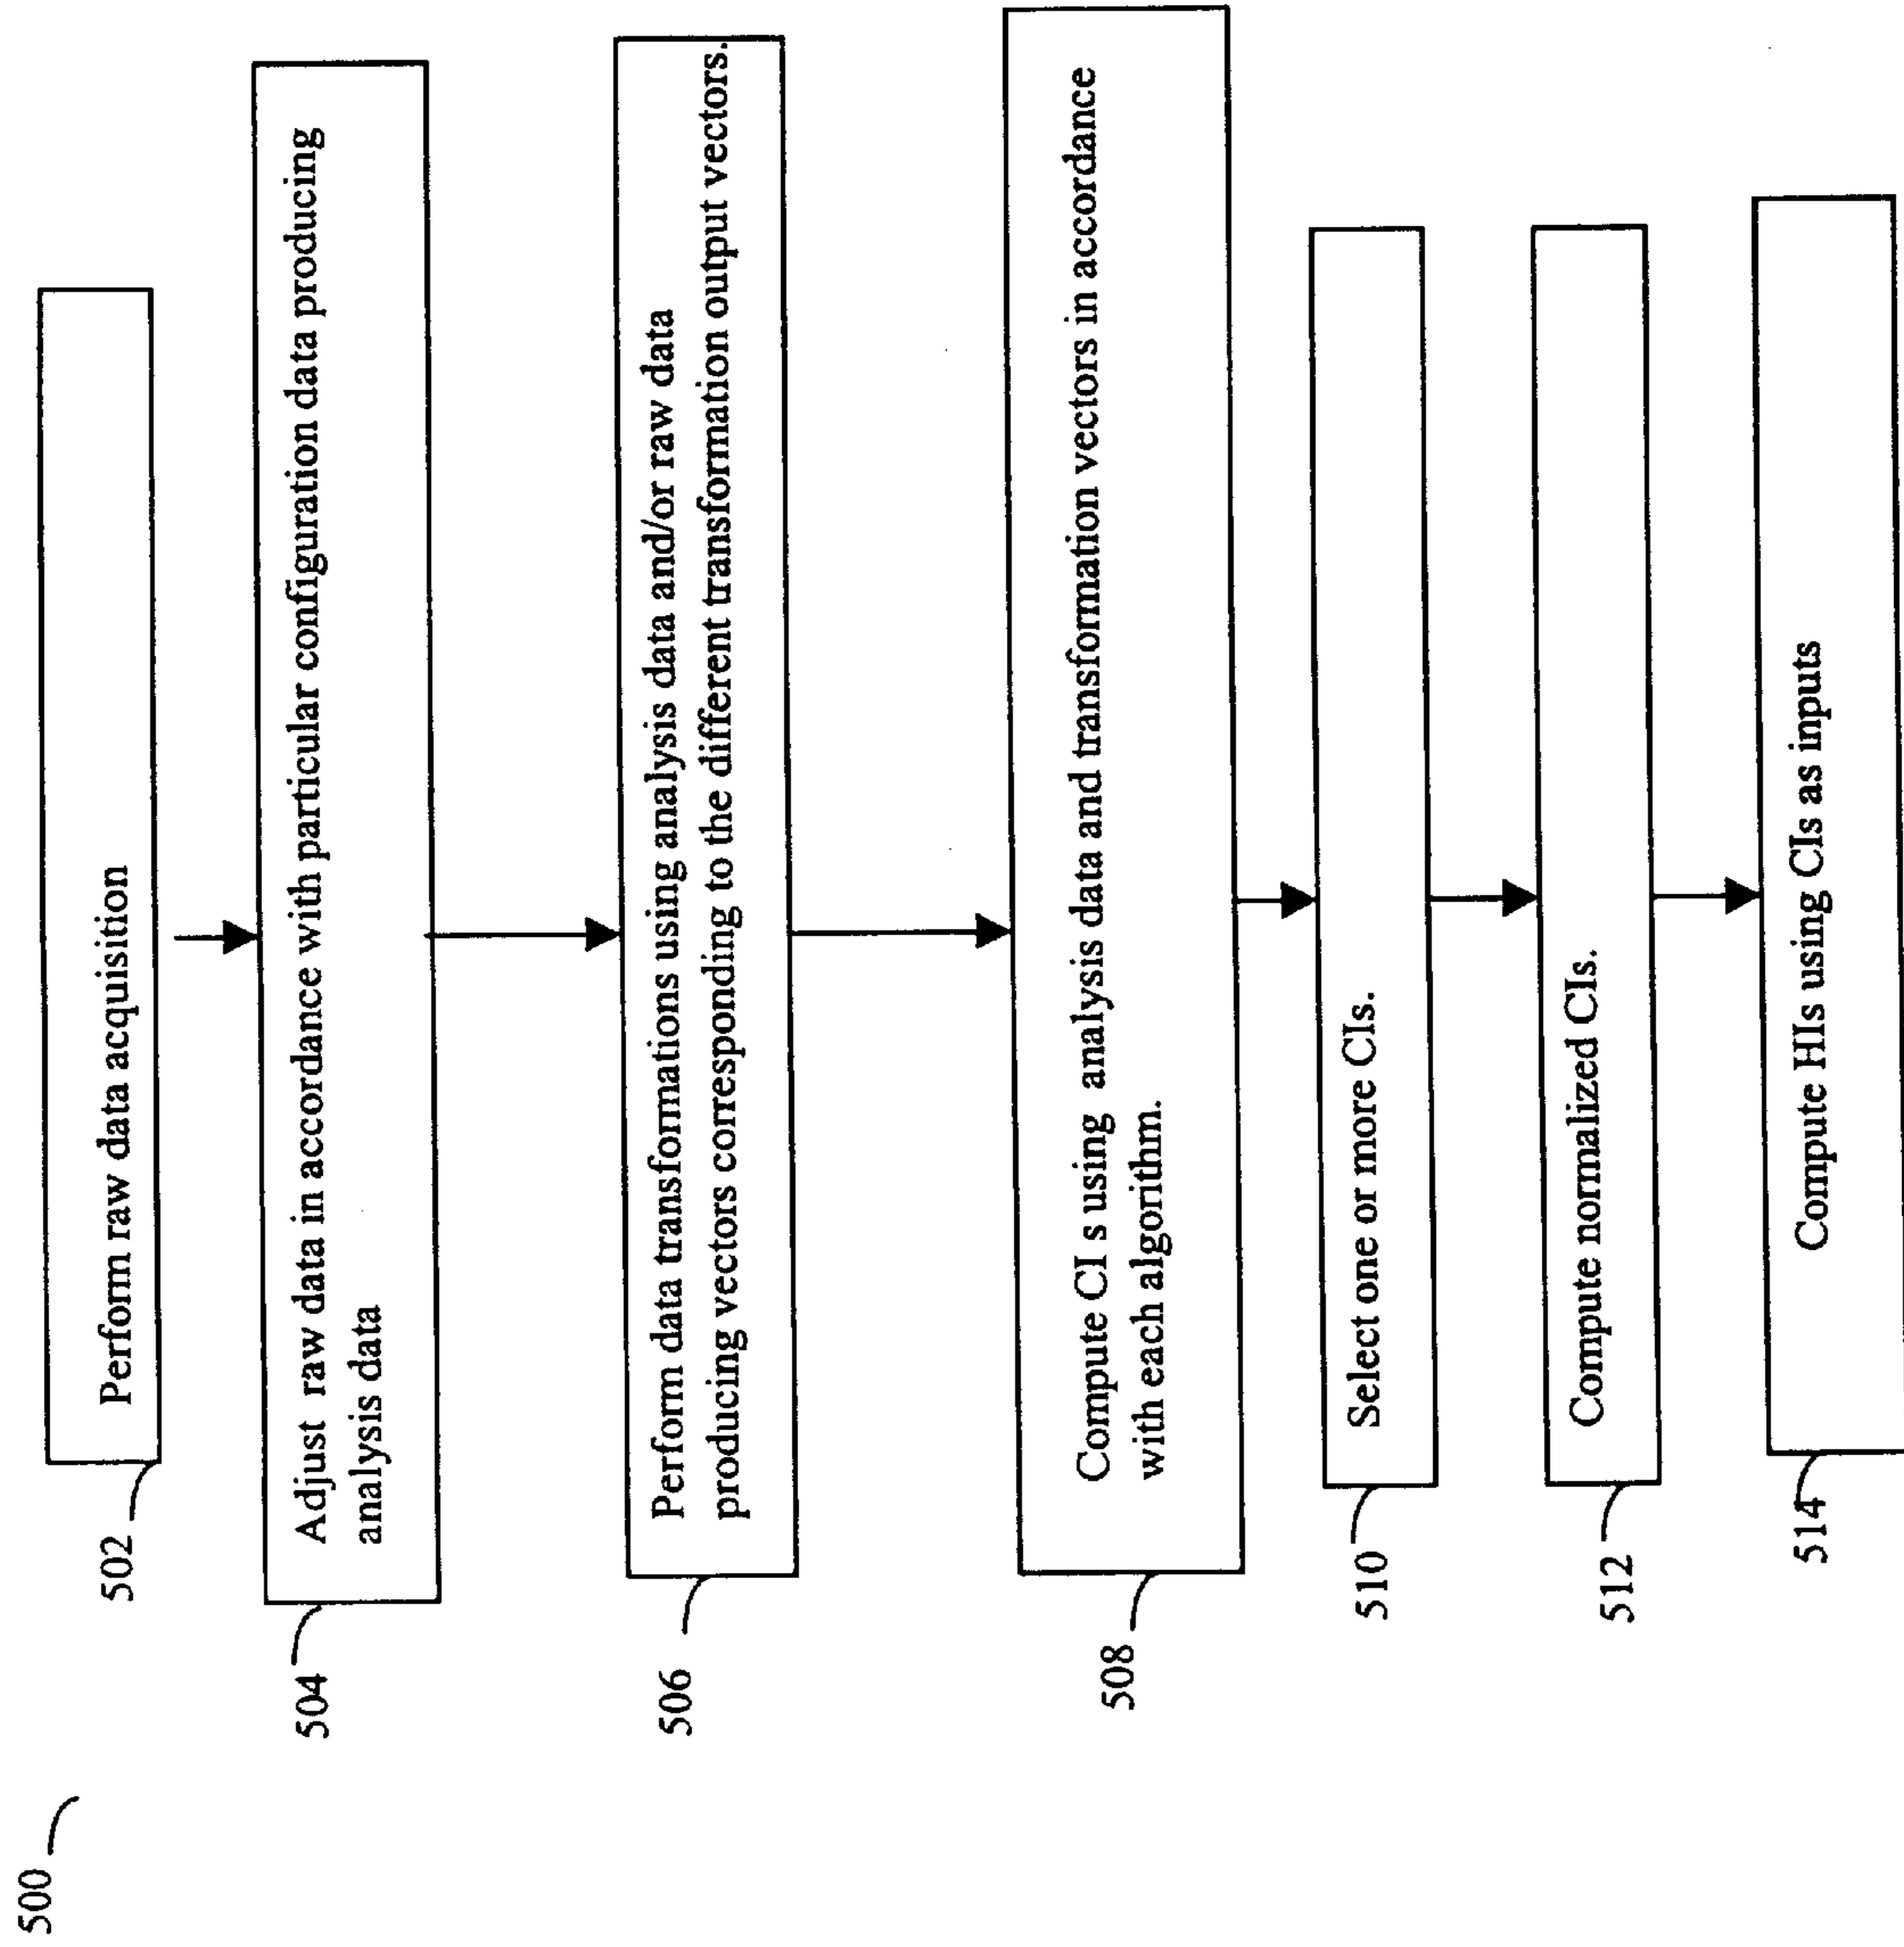 500
502
Perform raw data acquisition
504
Adjust raw data in accordance with particular configuration data producing
analysis data
506
Perform data transformations using analysis data and/or raw data
producing vectors corresponding to the different transformation output vectors.
508
Compute CI s using analysis data and transformation vectors in accordance
with each algorithm.
510
Select one or more CIs.
512
Compute normalized CIs.
514
Compute HIs using CIs as inputs